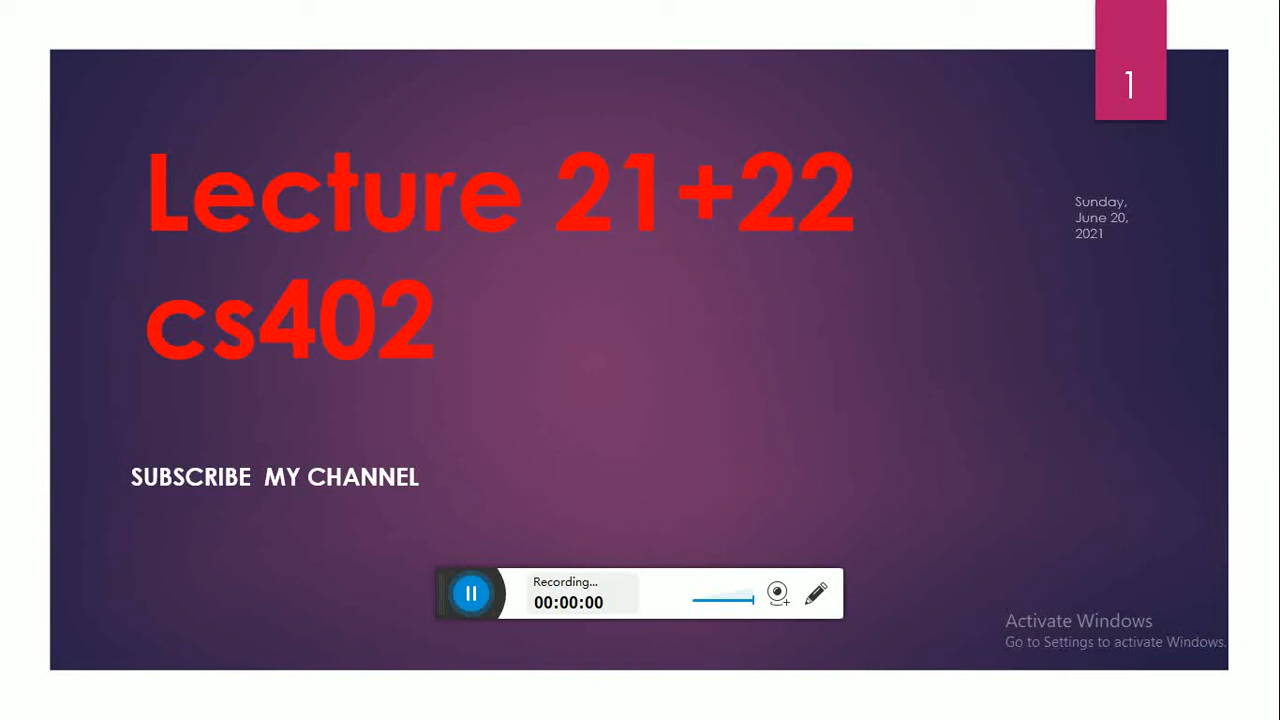 1
Lecture 21+22
cs402
Sunday,
June 20,
2021
SUBSCRIBE MY CHANNEL
Recording...
00:00:00
Activate Windows
Go to Settings to activate Windows.